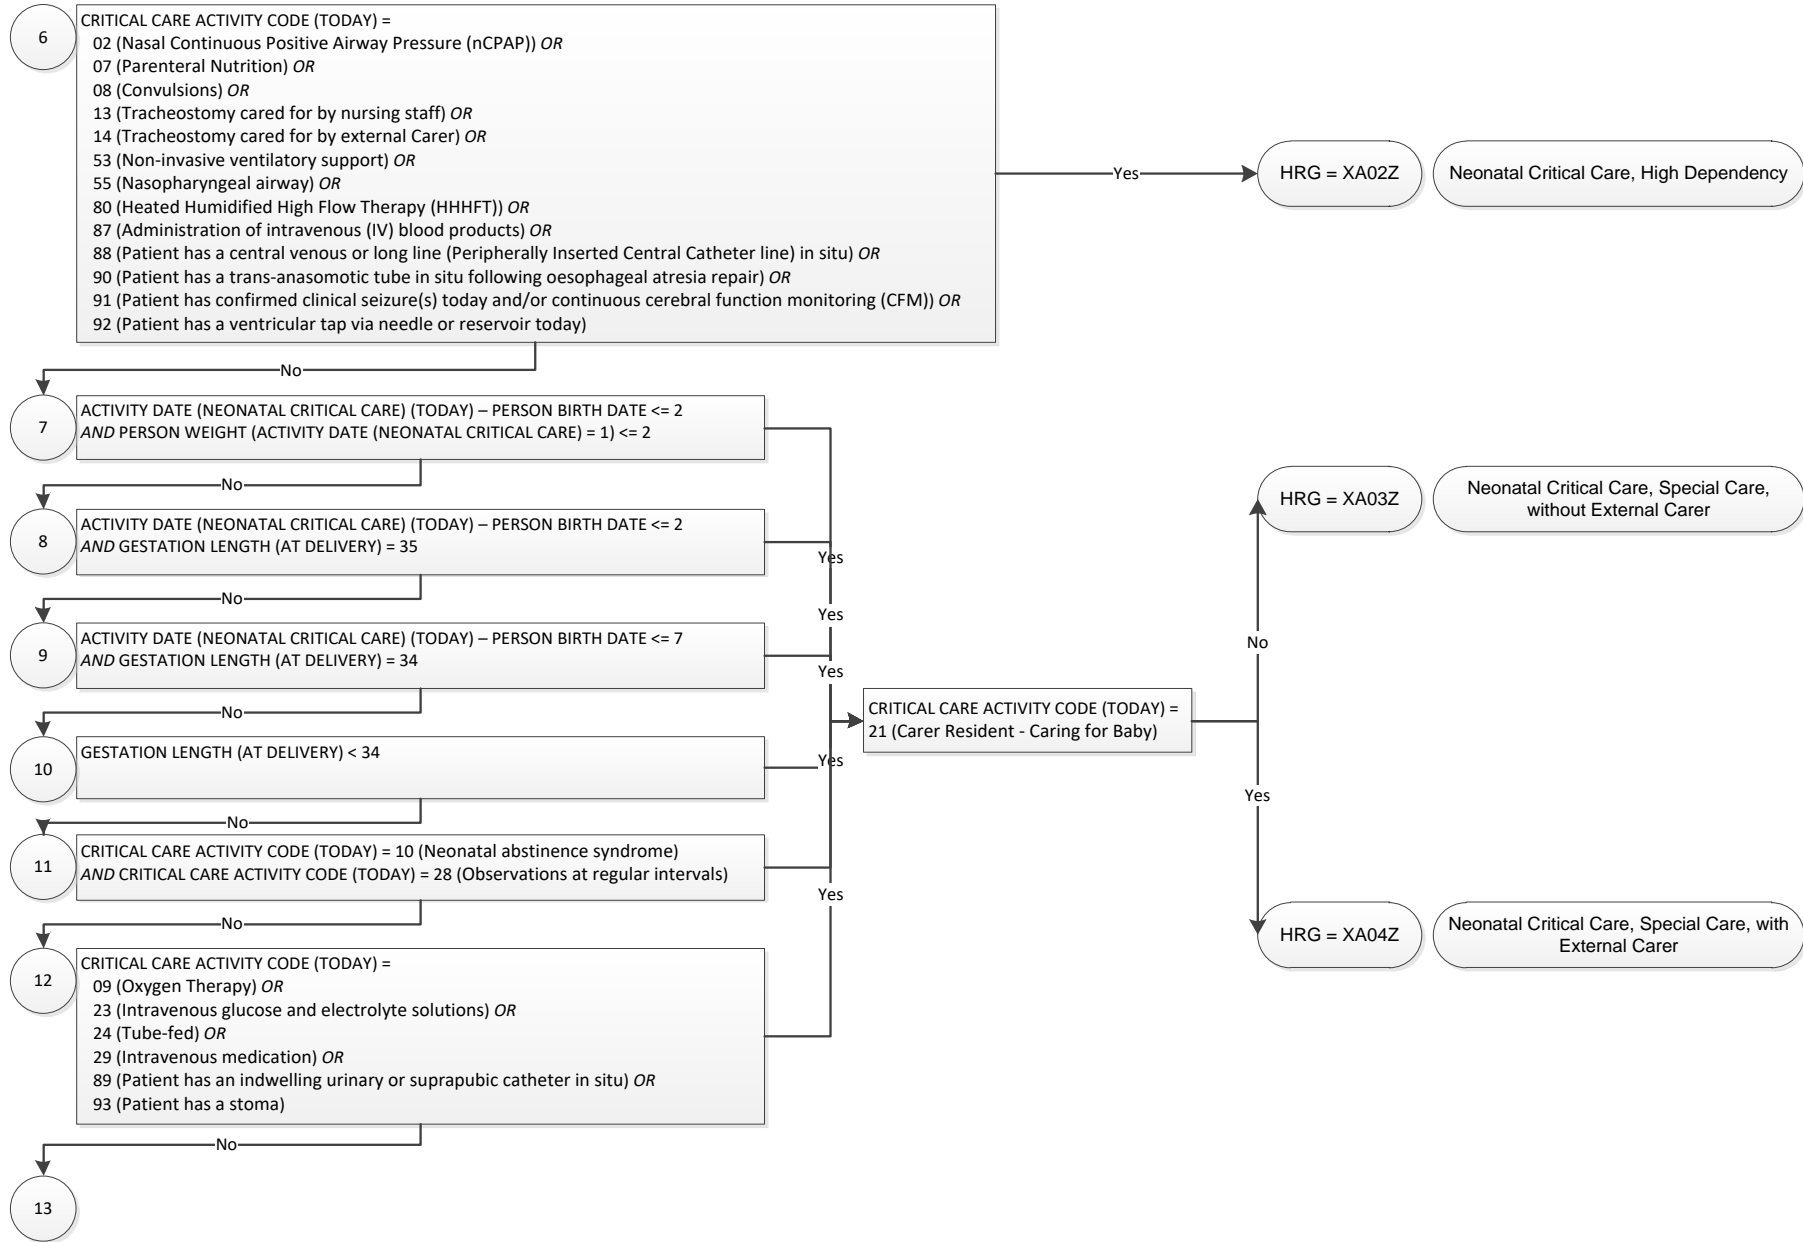 6
CRITICAL CARE ACTIVITY CODE (TODAY) =
02 (Nasal Continuous Positive Airway Pressure (nCPAP)) OR
07 (Parenteral Nutrition) OR
08 (Convulsions) OR
13 (Tracheostomy cared for by nursing staff) OR
14 (Tracheostomy cared for by external Carer) OR
53 (Non-invasive ventilatory support) OR
55 (Nasopharyngeal airway) OR
80 (Heated Humidified High Flow Therapy (HHHFT)) OR
87 (Administration of intravenous (IV) blood products) OR
88 (Patient has a central venous or long line (Peripherally Inserted Central Catheter line) in situ) OR
90 (Patient has a trans-anasomotic tube in situ following oesophageal atresia repair) OR
91 (Patient has confirmed clinical seizure(s) today and/or continuous cerebral function monitoring (CFM)) OR
92 (Patient has a ventricular tap via needle or reservoir today)
Yes
HRG = XA02Z
Neonatal Critical Care, High Dependency
No
7
ACTIVITY DATE (NEONATAL CRITICAL CARE) (TODAY) – PERSON BIRTH DATE <= 2
AND PERSON WEIGHT (ACTIVITY DATE (NEONATAL CRITICAL CARE) = 1) <= 2
No
8
ACTIVITY DATE (NEONATAL CRITICAL CARE) (TODAY) – PERSON BIRTH DATE <= 2
AND GESTATION LENGTH (AT DELIVERY) = 35
Yes
No
Yes
9
ACTIVITY DATE (NEONATAL CRITICAL CARE) (TODAY) – PERSON BIRTH DATE <= 7
AND GESTATION LENGTH (AT DELIVERY) = 34
Yes
No
10
GESTATION LENGTH (AT DELIVERY) < 34
Yes
No
11
CRITICAL CARE ACTIVITY CODE (TODAY) = 10 (Neonatal abstinence syndrome)
AND CRITICAL CARE ACTIVITY CODE (TODAY) = 28 (Observations at regular intervals)
Yes
No
12
CRITICAL CARE ACTIVITY CODE (TODAY) =
09 (Oxygen Therapy) OR
23 (Intravenous glucose and electrolyte solutions) OR
24 (Tube-fed) OR
29 (Intravenous medication) OR
89 (Patient has an indwelling urinary or suprapubic catheter in situ) OR
93 (Patient has a stoma)
No
13
CRITICAL CARE ACTIVITY CODE (TODAY) =
21 (Carer Resident - Caring for Baby)
No
HRG = XA03Z
Neonatal Critical Care, Special Care,
without External Carer
Yes
HRG = XA04Z
Neonatal Critical Care, Special Care, with
External Carer